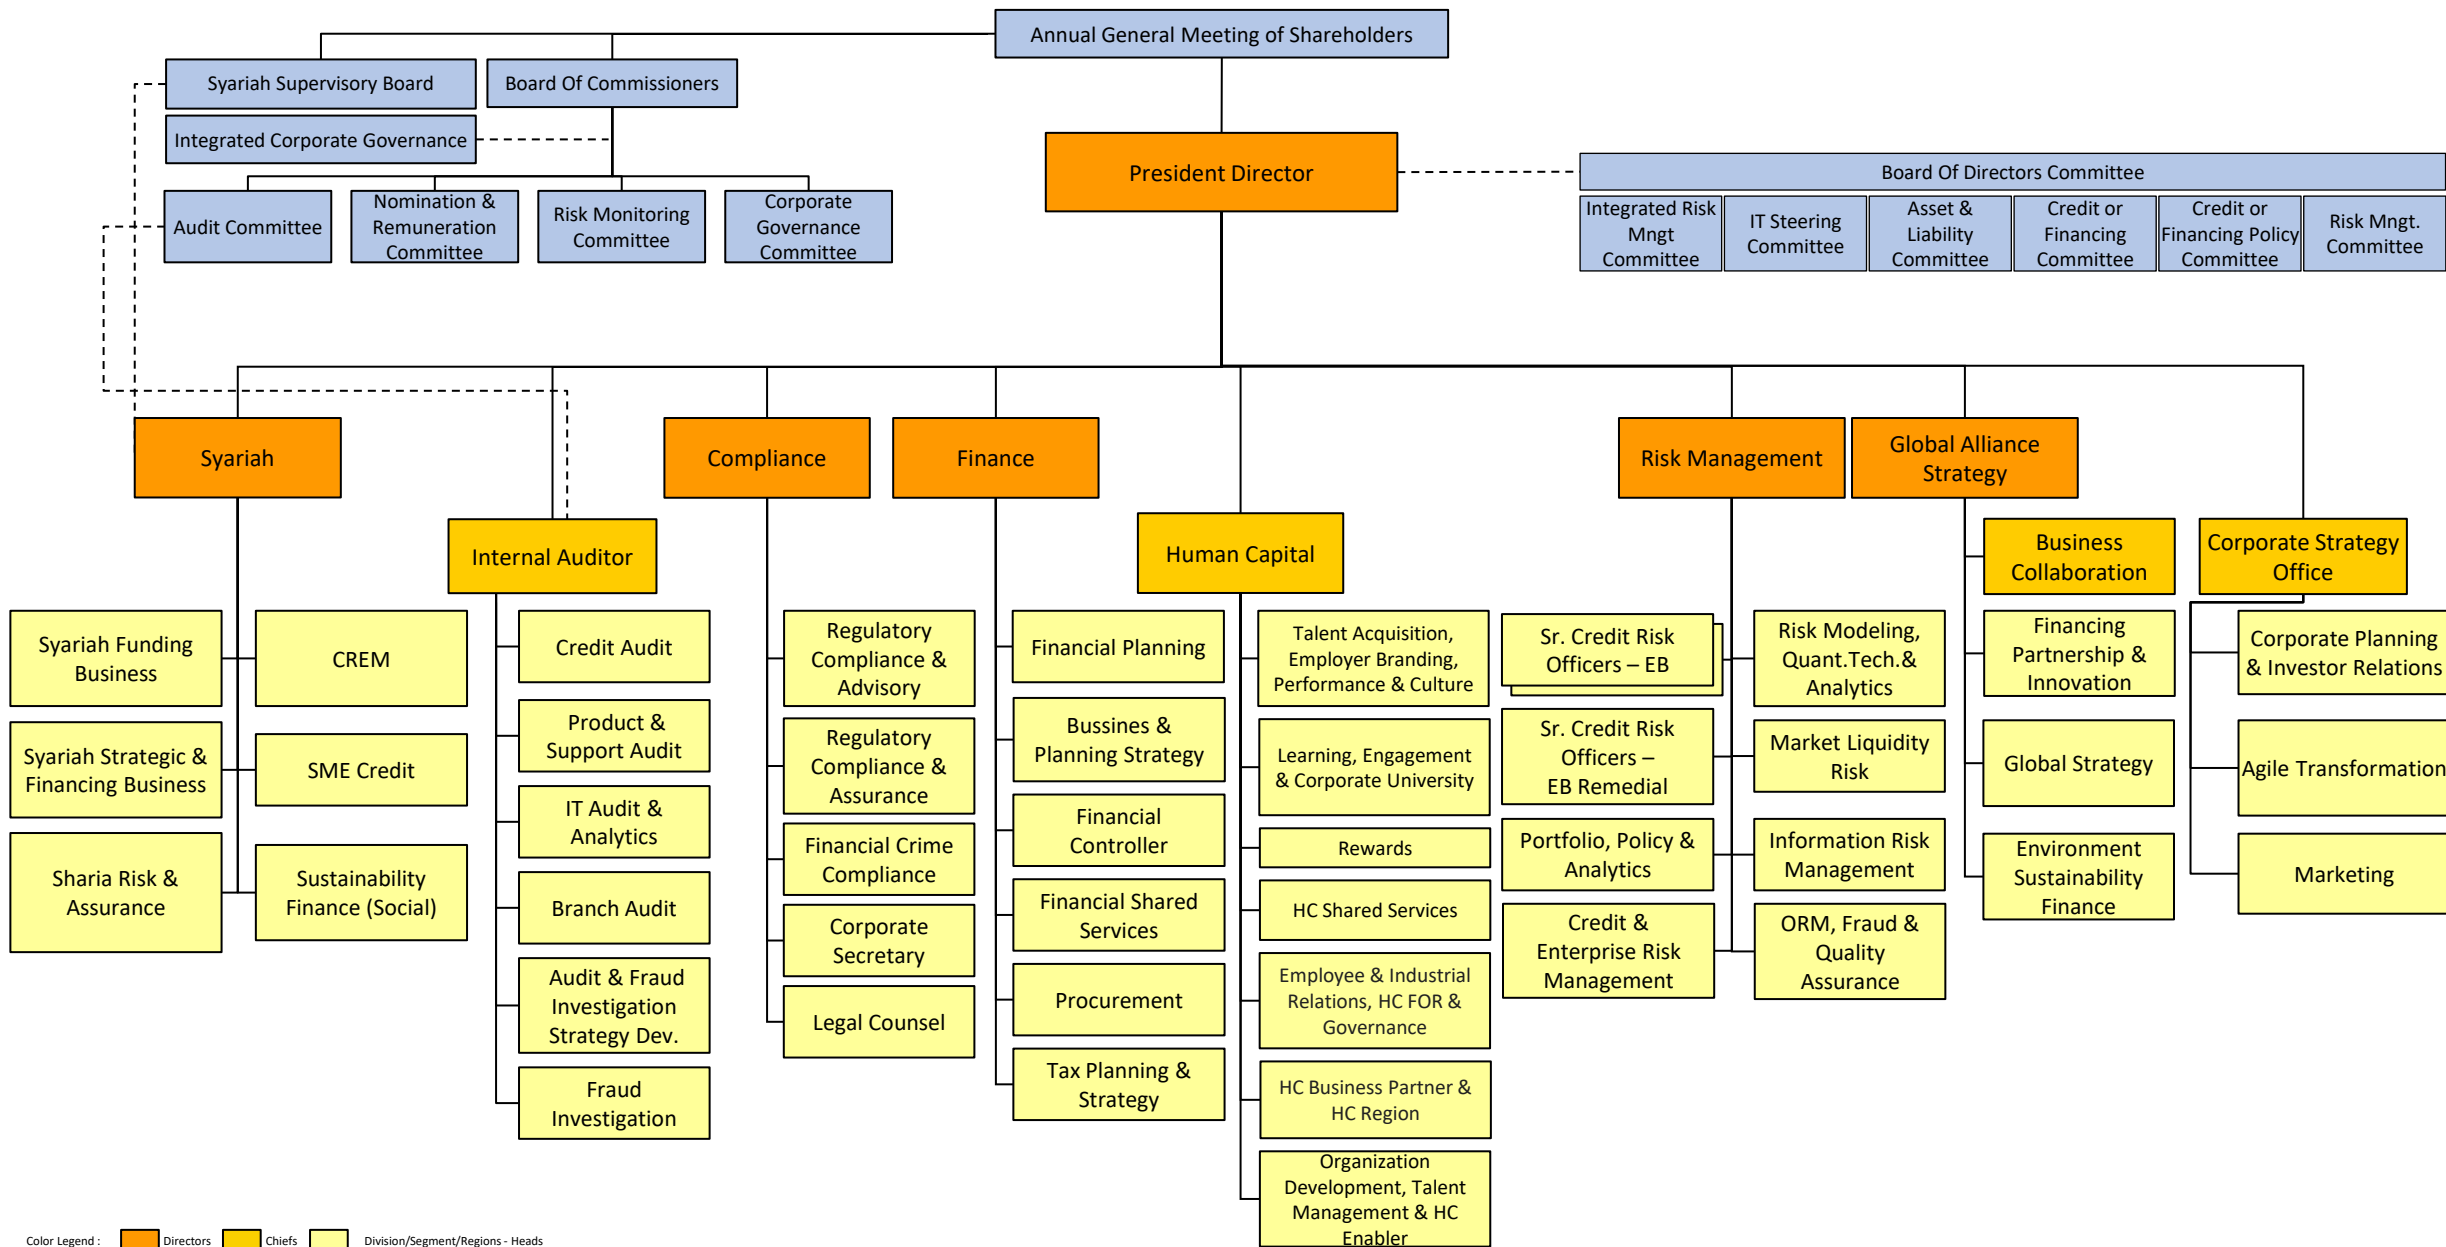 Annual General Meeting of Shareholders
Syariah Supervisory Board
Board Of Commissioners
Integrated Corporate Governance
President Director
Board Of Directors Committee
Audit Committee
Nomination &
Remuneration
Committee
Risk Monitoring
Committee
Corporate
Governance
Committee
Integrated Risk
Mngt
Committee
IT Steering
Committee
Asset &
Liability
Committee
Credit or
Financing
Committee
Credit or
Financing Policy
Committee
Risk Mngt.
Committee
Syariah
Compliance
Finance
Risk Management
Global Alliance
Strategy
Internal Auditor
Human Capital
Business
Collaboration
Corporate Strategy
Office
Syariah Funding
Business
CREM
Syariah Strategic &
Financing Business
SME Credit
Sharia Risk &
Assurance
Sustainability
Finance (Social)
Credit Audit
Product &
Support Audit
IT Audit &
Analytics
Branch Audit
Audit & Fraud
Investigation
Strategy Dev.
Fraud
Investigation
Regulatory
Compliance &
Advisory
Regulatory
Compliance &
Assurance
Financial Crime
Compliance
Corporate
Secretary
Legal Counsel
Financial Planning
Bussines &
Planning Strategy
Financial
Controller
Financial Shared
Services
Procurement
Tax Planning &
Strategy
Talent Acquisition,
Employer Branding,
Performance & Culture
Learning, Engagement
& Corporate University
Rewards
HC Shared Services
Employee & Industrial
Relations, HC FOR &
Governance
HC Business Partner &
HC Region
Organization
Development, Talent
Management & HC
Enabler
Sr. Credit Risk
Officers – EB
Risk Modeling,
Quant.Tech.&
Analytics
Sr. Credit Risk
Officers –
EB Remedial
Market Liquidity
Risk
Portfolio, Policy &
Analytics
Information Risk
Management
Credit &
Enterprise Risk
Management
ORM, Fraud &
Quality
Assurance
Financing
Partnership &
Innovation
Global Strategy
Environment
Sustainability
Finance
Corporate Planning
& Investor Relations
Agile Transformation
Marketing
Color Legend : Directors Chiefs Division/Segment/Regions - Heads